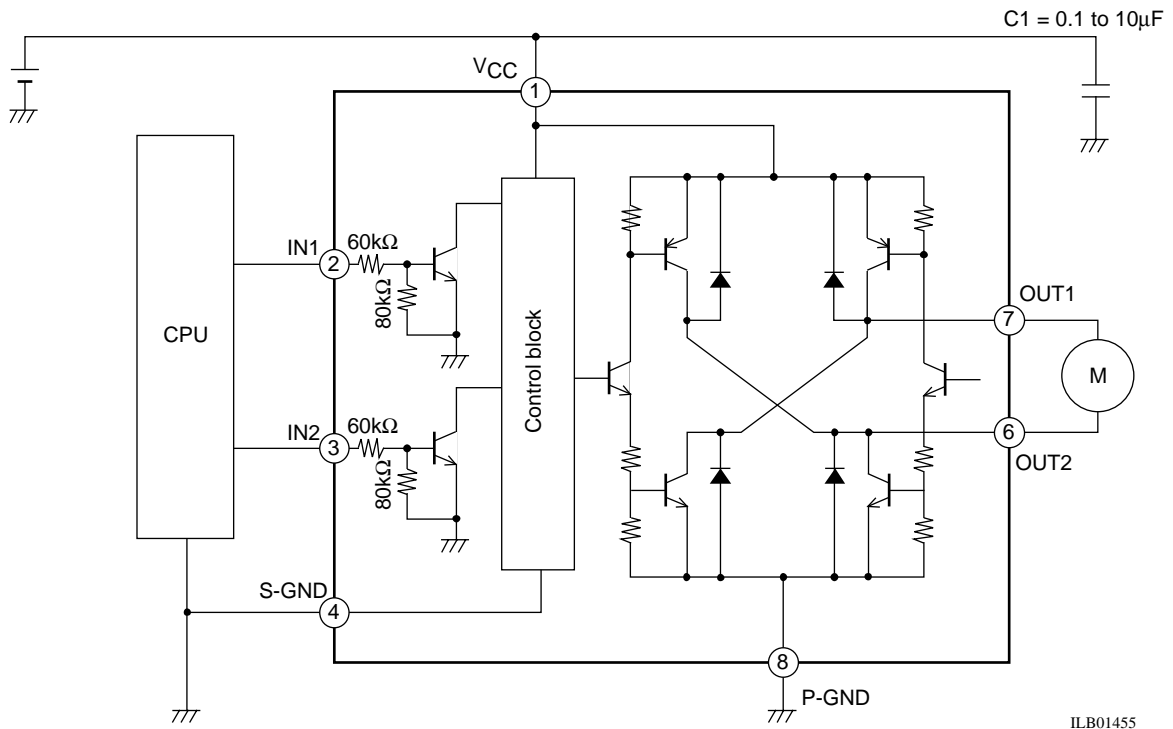 C1 = 0.1 to 10μF
VCC
1
IN1
2
60kΩ
80kΩ
CPU
Control block
OUT1
7
M
IN2
3
60kΩ
80kΩ
6
OUT2
S-GND
4
8
P-GND
ILB01455